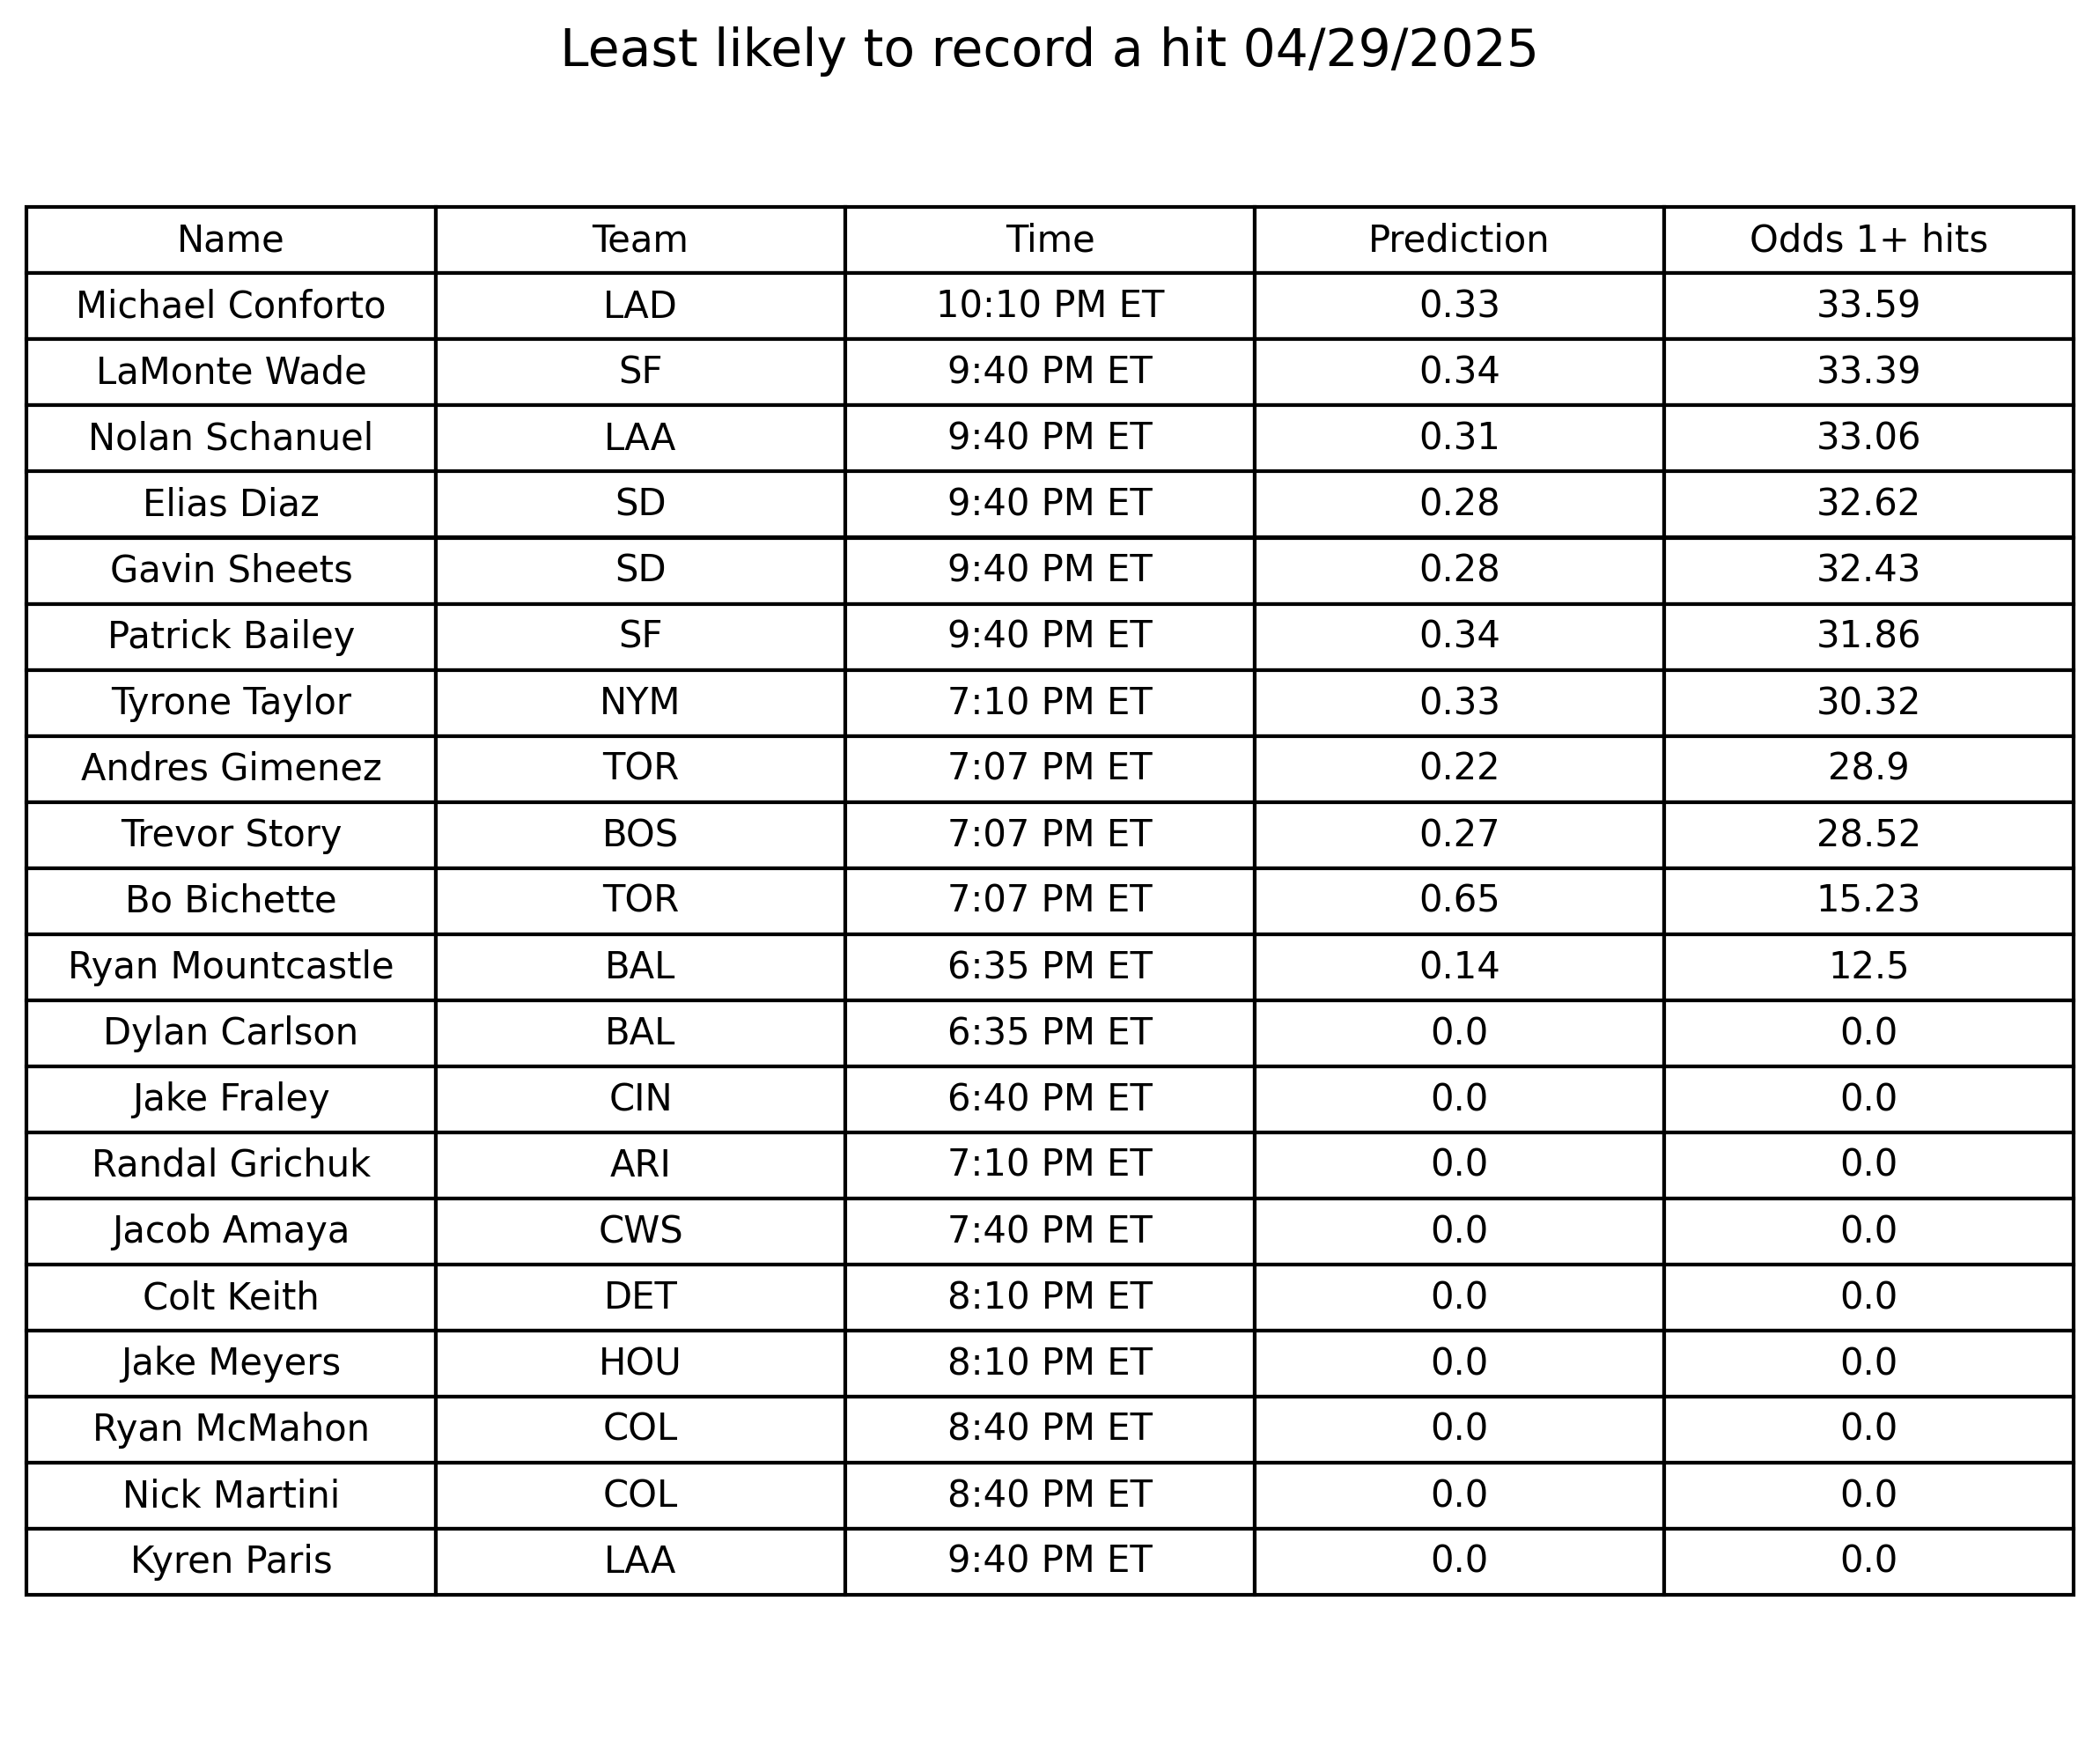 Least likely to record a hit 04/29/2025
Name Team Time Prediction Odds 1+ hits
Michael Conforto LAD 10:10 PM ET 0.33 33.59
LaMonte Wade SF 9:40 PM ET 0.34 33.39
Nolan Schanuel LAA 9:40 PM ET 0.31 33.06
Elias Diaz SD 9:40 PM ET 0.28 32.62
Gavin Sheets SD 9:40 PM ET 0.28 32.43
Patrick Bailey SF 9:40 PM ET 0.34 31.86
Tyrone Taylor NYM 7:10 PM ET 0.33 30.32
Andres Gimenez TOR 7:07 PM ET 0.22 28.9
Trevor Story BOS 7:07 PM ET 0.27 28.52
Bo Bichette TOR 7:07 PM ET 0.65 15.23
Ryan Mountcastle BAL 6:35 PM ET 0.14 12.5
Dylan Carlson BAL 6:35 PM ET 0.0 0.0
Jake Fraley CIN 6:40 PM ET 0.0 0.0
Randal Grichuk ARI 7:10 PM ET 0.0 0.0
Jacob Amaya CWS 7:40 PM ET 0.0 0.0
Colt Keith DET 8:10 PM ET 0.0 0.0
Jake Meyers HOU 8:10 PM ET 0.0 0.0
Ryan McMahon COL 8:40 PM ET 0.0 0.0
Nick Martini COL 8:40 PM ET 0.0 0.0
Kyren Paris LAA 9:40 PM ET 0.0 0.0